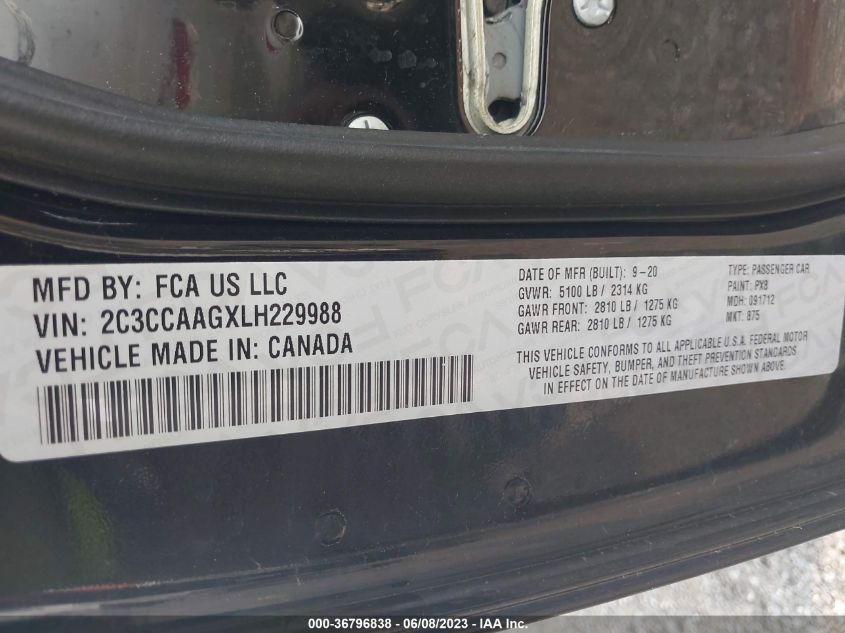 MFD BY: FCA US LLC
VIN: 2C3CCAAGXLH229988
VEHICLE MADE IN: CANADA
DATE OF MFR (BUILT): 9-20
GVWR: 5100 LB / 2314 KG
GAWR FRONT: 2810 LB / 1275 KG
GAWR REAR: 2810 LB / 1275 KG
TYPE: PASSENGER CAR
PAINT: PX8
MDH: 091712
MKT: 875
THIS VEHICLE CONFORMS TO ALL APPLICABLE U.S.A. FEDERAL MOTOR
VEHICLE SAFETY, BUMPER, AND THEFT PREVENTION STANDARDS
IN EFFECT ON THE DATE OF MANUFACTURE SHOWN ABOVE.
000-36796838 - 06/08/2023 - IAA Inc.